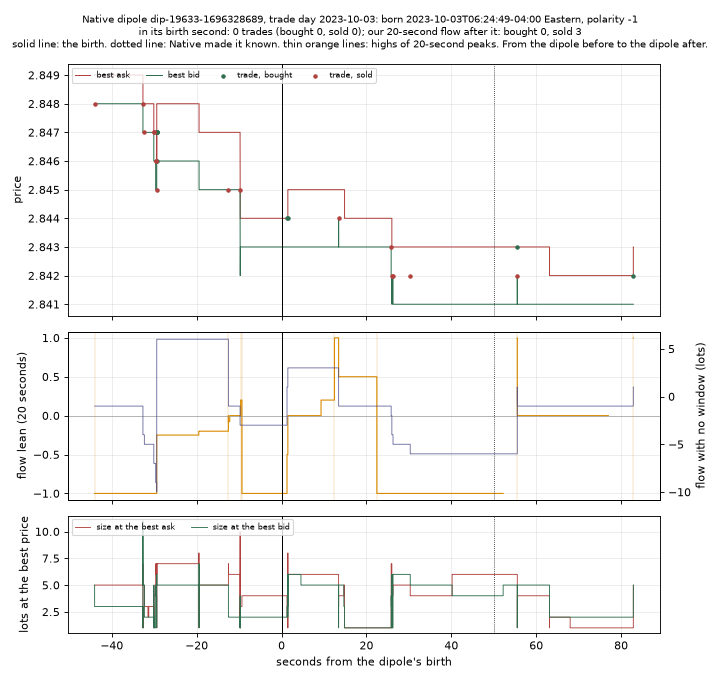 Native dipole dip-19633-1696328689, trade day 2023-10-03: born 2023-10-03T06:24:49-04:00 Eastern, polarity -1
in its birth second: 0 trades (bought 0, sold 0); our 20-second flow after it: bought 0, sold 3
solid line: the birth. dotted line: Native made it known. thin orange lines: highs of 20-second peaks. From the dipole before to the dipole after.
best ask best bid trade, bought trade, sold
2.849
2.848
2.847
2.846
2.845
2.844
2.843
2.842
2.841
price
1.0
0.5
0.0
−0.5
−1.0
flow lean (20 seconds)
5
0
−5
−10
flow with no window (lots)
size at the best ask size at the best bid
10.0
7.5
5.0
2.5
lots at the best price
−40 −20 0 20 40 60 80
seconds from the dipole's birth